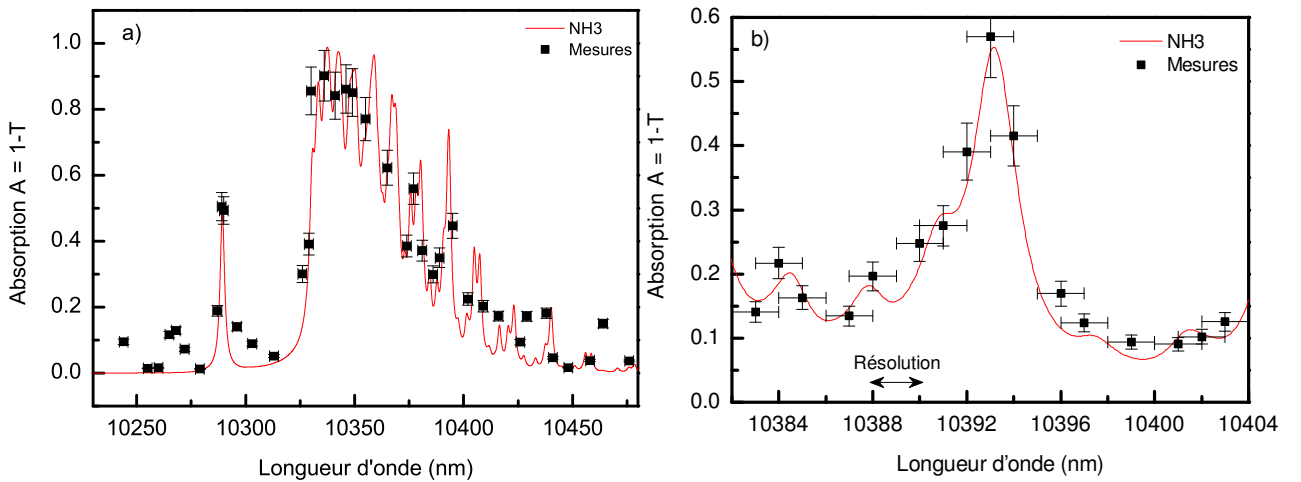 a)
NH3
Mesures
Absorption A = 1-T
1.0
0.8
0.6
0.4
0.2
0.0
10250 10300 10350 10400 10450
Longueur d'onde (nm)
b)
NH3
Mesures
Absorption A = 1-T
0.6
0.5
0.4
0.3
0.2
0.1
0.0
Résolution
10384 10388 10392 10396 10400 10404
Longueur d'onde (nm)